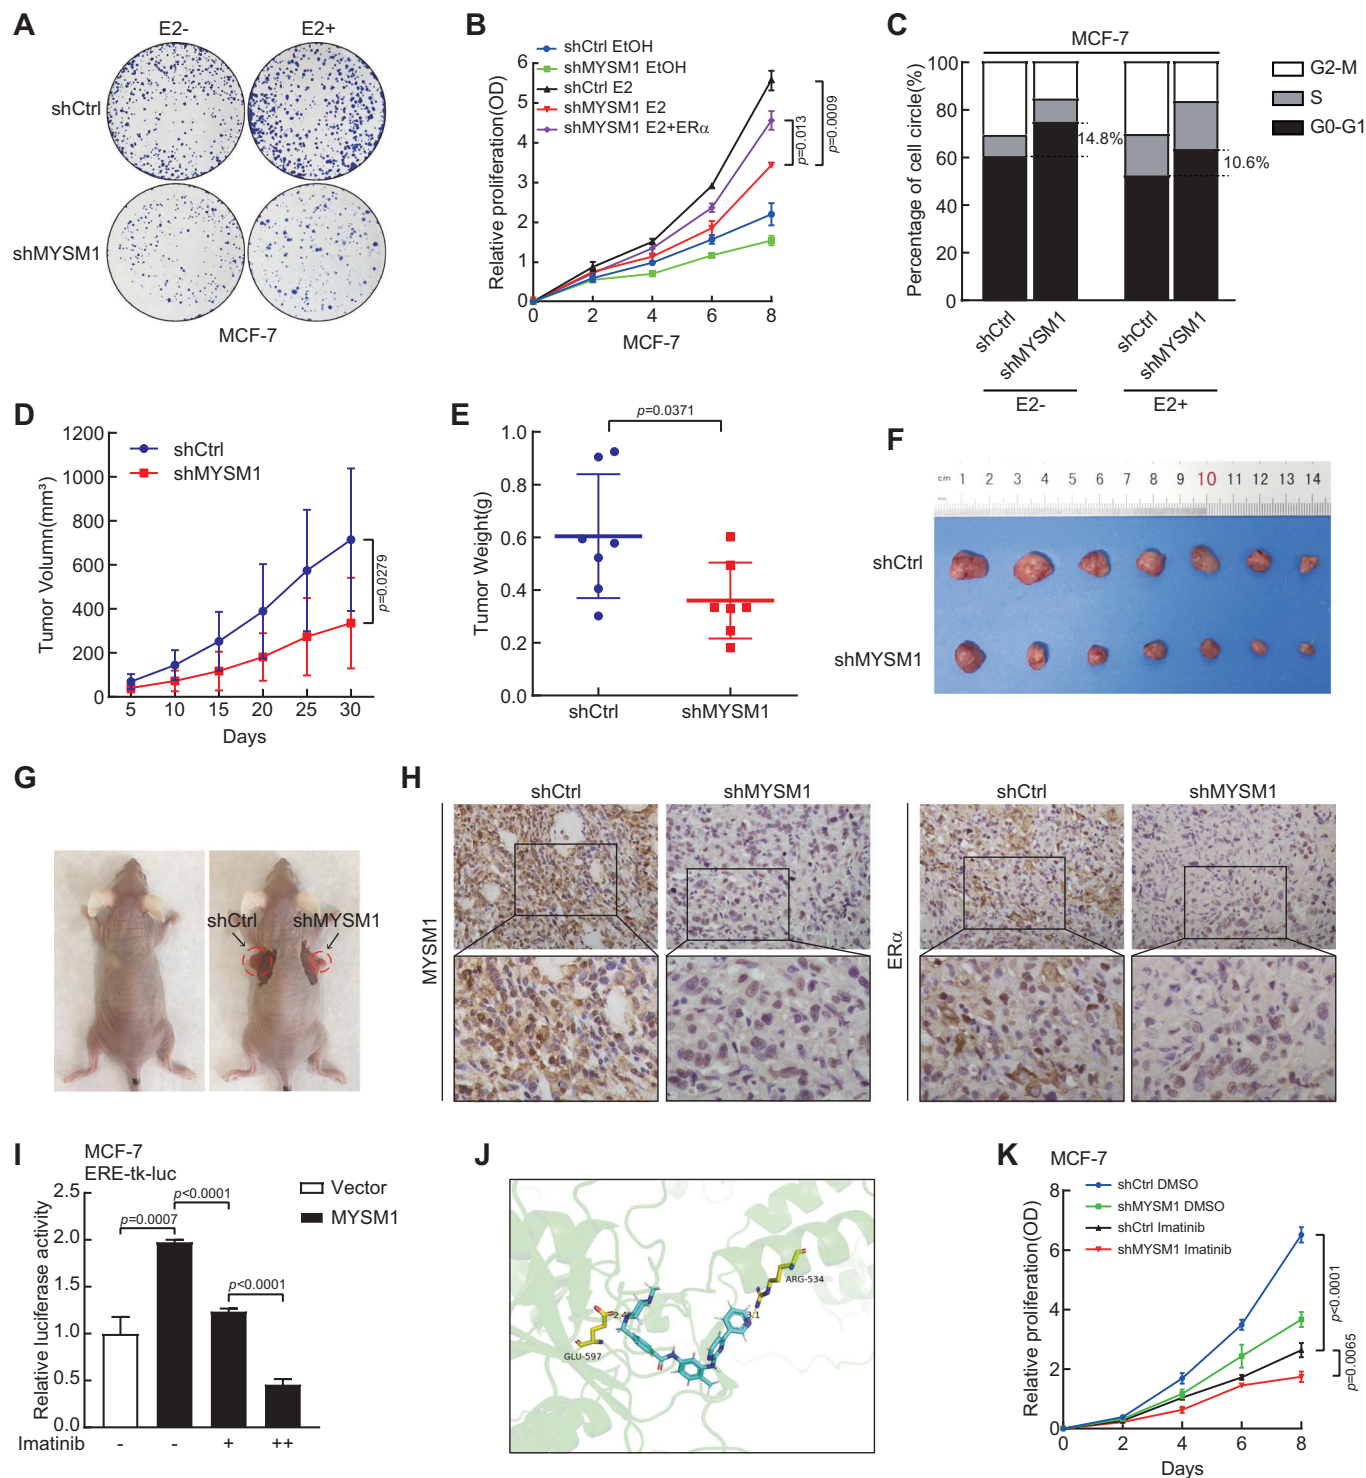 A
E2-
E2+
shCtrl
shMYSM1
MCF-7
B
shCtrl EtOH
shMYSM1 EtOH
shCtrl E2
shMYSM1 E2
shMYSM1 E2+ERα
Relative proliferation(OD)
6
5
4
3
2
1
0
0 2 4 6 8
MCF-7
p=0.013
p=0.0009
C
MCF-7
G2-M
S
G0-G1
Percentage of cell circle(%)
100
80
60
40
20
0
14.8%
10.6%
shCtrl
shMYSM1
shCtrl
shMYSM1
E2-
E2+
D
Tumor Volumn(mm³)
1200
1000
800
600
400
200
0
shCtrl
shMYSM1
p=0.0279
5 10 15 20 25 30
Days
E
p=0.0371
Tumor Weight(g)
1.0
0.8
0.6
0.4
0.2
0.0
shCtrl shMYSM1
F
cm 1 2 3 4 5 6 7 8 9 10 11 12 13 14
shCtrl
shMYSM1
G
shCtrl
shMYSM1
H
shCtrl
shMYSM1
shCtrl
shMYSM1
MYSM1
ERα
I
MCF-7
ERE-tk-luc
Vector
MYSM1
Relative luciferase activity
2.5
2.0
1.5
1.0
0.5
0.0
p=0.0007
p<0.0001
p<0.0001
Imatinib - - + ++
J
ARG-534
3.1
GLU-597
K
MCF-7
shCtrl DMSO
shMYSM1 DMSO
shCtrl Imatinib
shMYSM1 Imatinib
Relative proliferation(OD)
8
6
4
2
0
0 2 4 6 8
Days
p<0.0001
p=0.0065